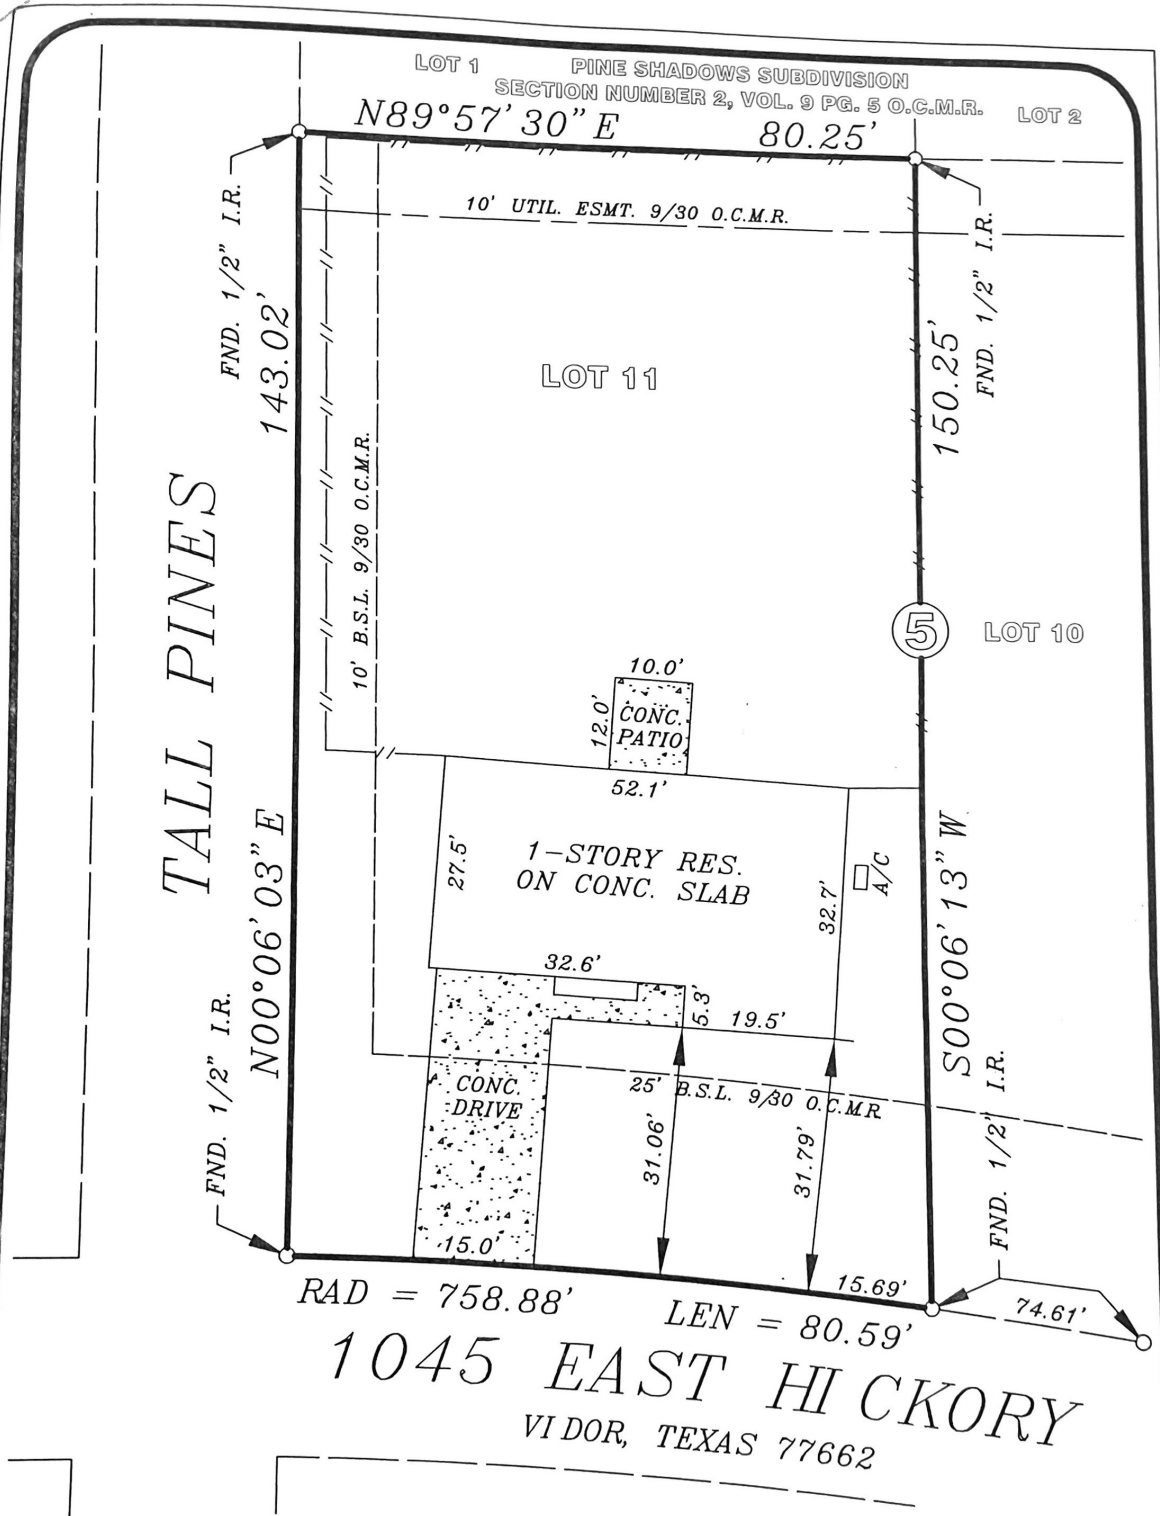 LOT 1
PINE SHADOWS SUBDIVISION
SECTION NUMBER 2, VOL. 9 PG. 5 O.C.M.R.
LOT 2
N89°57'30"E
80.25'
FND. 1/2" I.R.
10' UTIL. ESMT. 9/30 O.C.M.R.
FND. 1/2" I.R.
143.02'
150.25'
LOT 11
10' B.S.L. 9/30 O.C.M.R.
TALL PINES
5
LOT 10
10.0'
12.0'
CONC.
PATIO
52.1'
27.5'
1-STORY RES.
ON CONC. SLAB
32.7'
A/C
N00°06'03"E
S00°06'13"W
32.6'
5.3'
19.5'
FND. 1/2" I.R.
CONC.
DRIVE
25' B.S.L. 9/30 O.C.M.R
31.06'
31.79'
FND. 1/2' I.R.
15.0'
15.69'
74.61'
RAD = 758.88'
LEN = 80.59'
1045 EAST HICKORY
VIDOR, TEXAS 77662